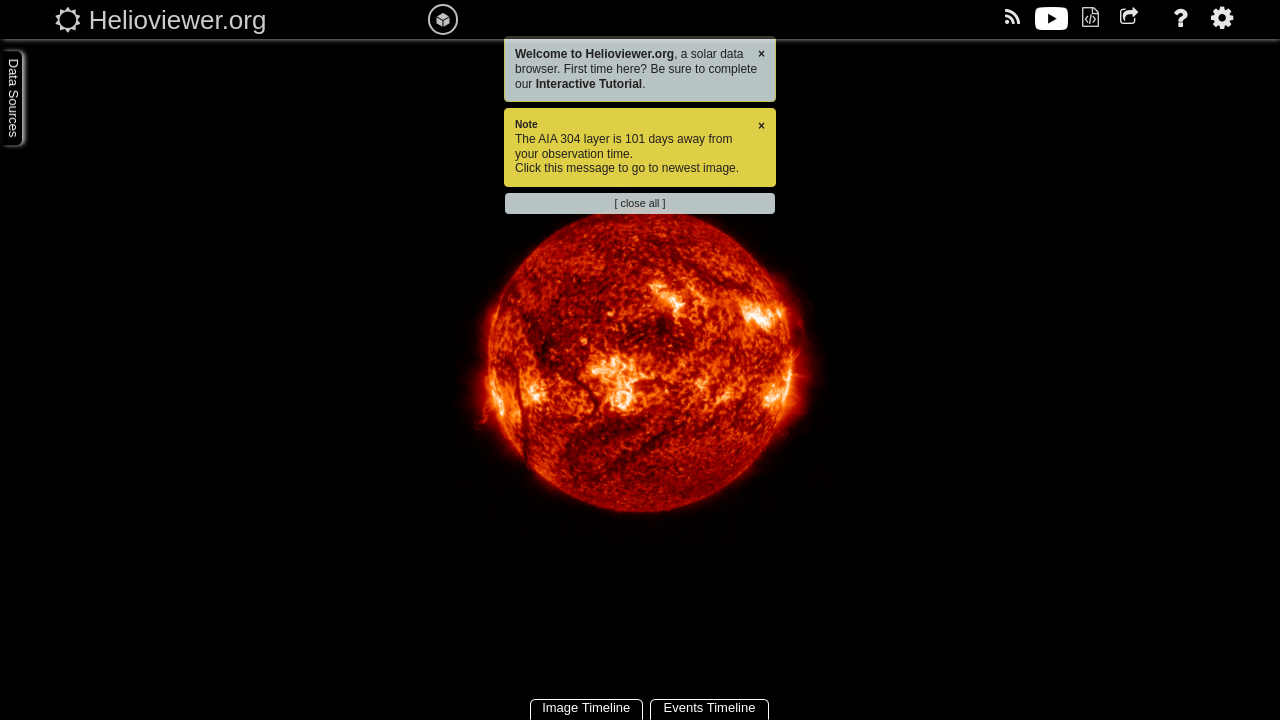 Helioviewer.org
Data Sources
Welcome to Helioviewer.org, a solar data
browser. First time here? Be sure to complete
our Interactive Tutorial.
×
Note
The AIA 304 layer is 101 days away from
your observation time.
Click this message to go to newest image.
×
[ close all ]
Image Timeline
Events Timeline